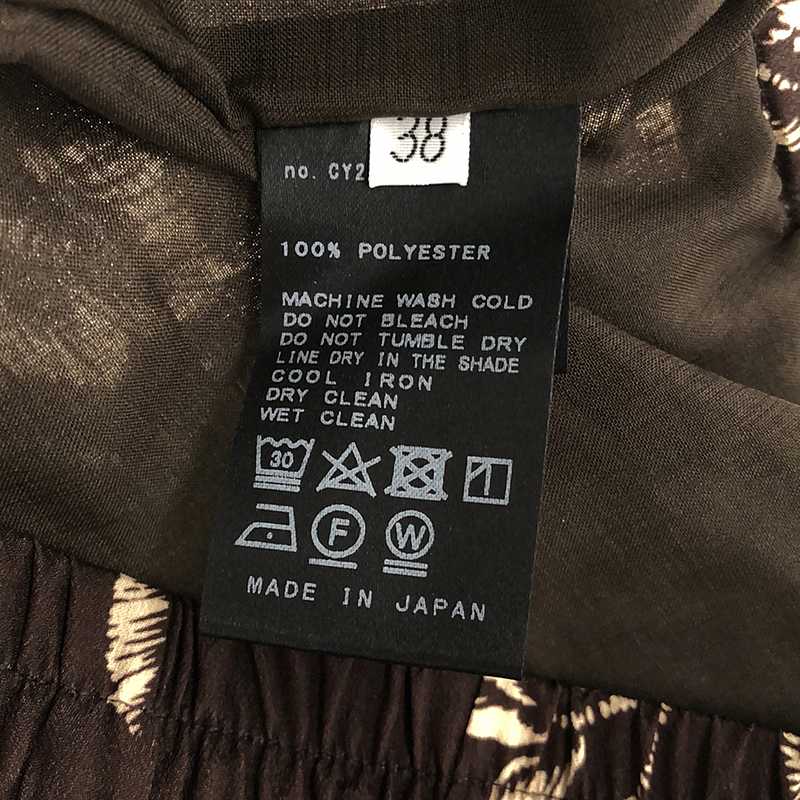 38
no. CY2
100% POLYESTER
MACHINE WASH COLD
DO NOT BLEACH
DO NOT TUMBLE DRY
LINE DRY IN THE SHADE
COOL IRON
DRY CLEAN
WET CLEAN
30
F W
MADE IN JAPAN